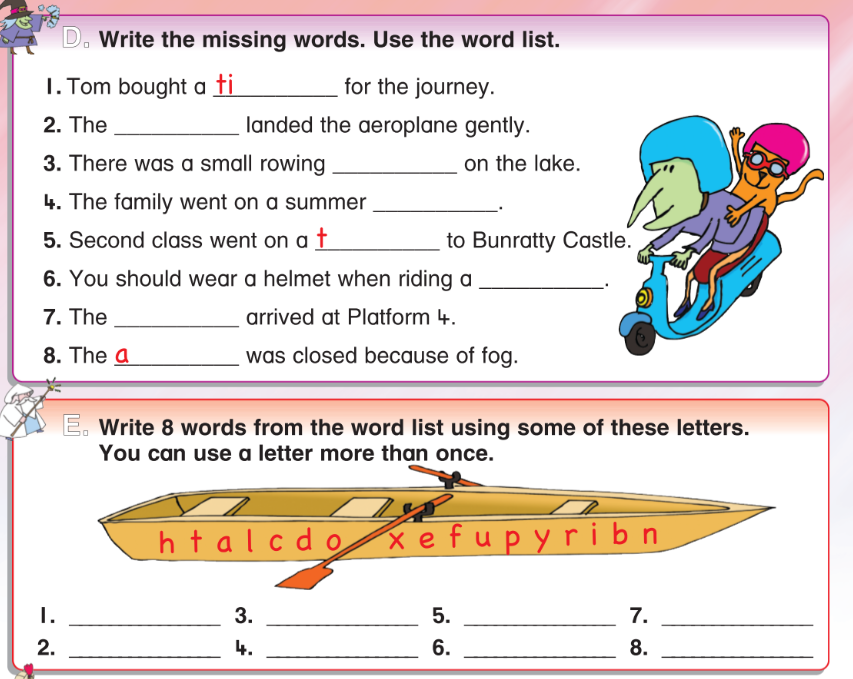 D. Write the missing words. Use the word list.
1. Tom bought a ti__________ for the journey.
2. The __________ landed the aeroplane gently.
3. There was a small rowing __________ on the lake.
4. The family went on a summer __________.
5. Second class went on a t__________ to Bunratty Castle.
6. You should wear a helmet when riding a __________.
7. The __________ arrived at Platform 4.
8. The a__________ was closed because of fog.
E. Write 8 words from the word list using some of these letters.
You can use a letter more than once.
h t a l c d o x e f u p y r i b n
1. __________ 3. __________ 5. __________ 7. __________
2. __________ 4. __________ 6. __________ 8. __________